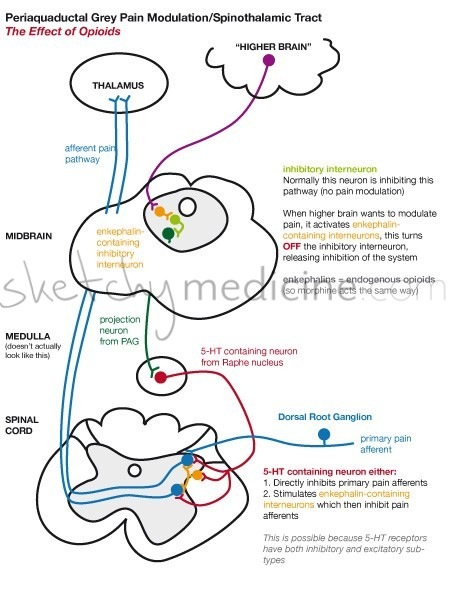 Periaquaductal Grey Pain Modulation/Spinothalamic Tract
The Effect of Opioids
"HIGHER BRAIN"
THALAMUS
afferent pain
pathway
inhibitory interneuron
Normally this neuron is inhibiting this
pathway (no pain modulation)
When higher brain wants to modulate
pain, it activates enkephalin-
containing interneurons, this turns
OFF the inhibitory interneuron,
releasing inhibition of the system
enkephalins = endogenous opioids
(so morphine acts the same way)
MIDBRAIN
enkephalin-
containing
inhibitory
interneuron
sketchymedicine.com
projection
neuron
from PAG
MEDULLA
(doesn't actually
look like this)
5-HT containing neuron
from Raphe nucleus
SPINAL
CORD
Dorsal Root Ganglion
primary pain
afferent
5-HT containing neuron either:
1. Directly inhibits primary pain afferents
2. Stimulates enkephalin-containing
interneurons which then inhibit pain
afferents
This is possible because 5-HT receptors
have both inhibitory and excitatory sub-
types